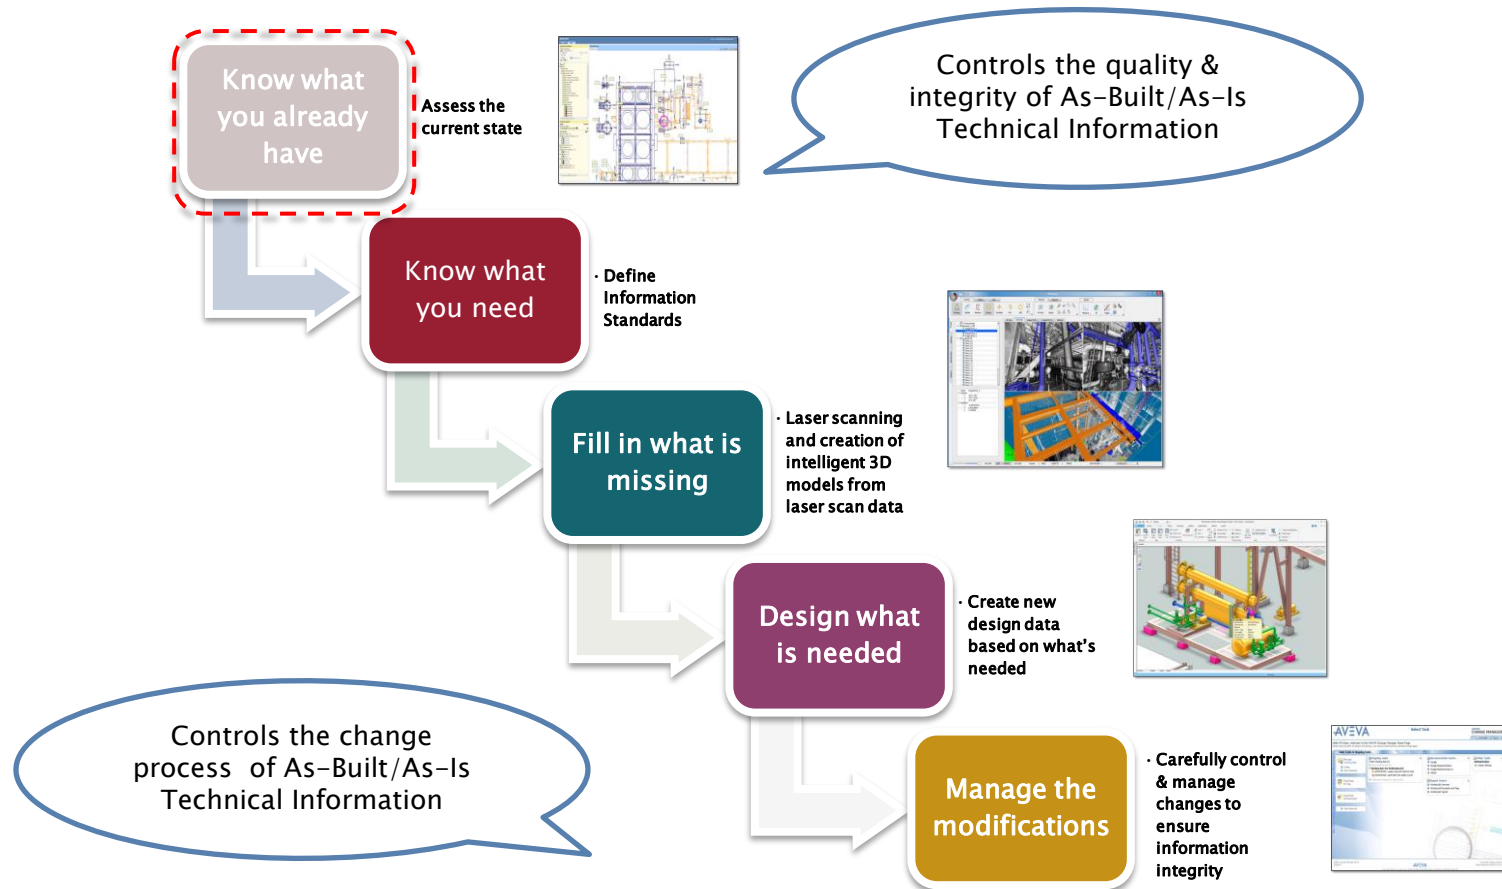 Know what
you already
have
Assess the
current state
Controls the quality &
integrity of As-Built/As-Is
Technical Information
Know what
you need
· Define
Information
Standards
Fill in what is
missing
· Laser scanning
and creation of
intelligent 3D
models from
laser scan data
Design what
is needed
· Create new
design data
based on what's
needed
Controls the change
process of As-Built/As-Is
Technical Information
Manage the
modifications
· Carefully control
& manage
changes to
ensure
information
integrity
AVEVA
Select Task
AVEVA